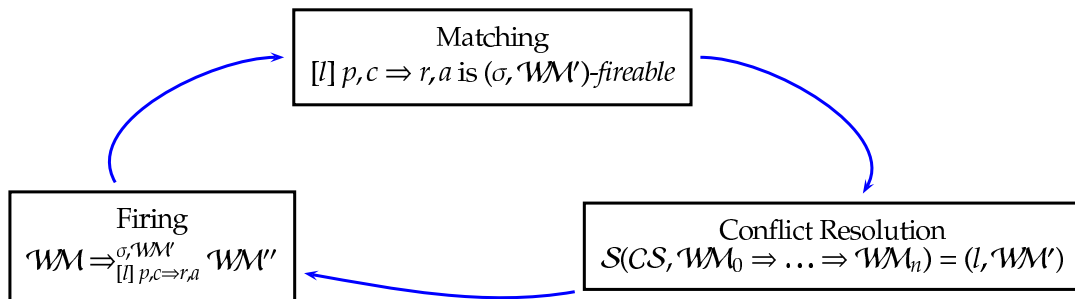 Matching
[l] p, c ⇒ r, a is (σ, 𝒲ℳ′)-fireable
Conflict Resolution
𝒮(𝒞𝒮, 𝒲ℳ₀ ⇒ … ⇒ 𝒲ℳₙ) = (l, 𝒲ℳ′)
Firing
𝒲ℳ ⇒^{σ,𝒲ℳ′}_{[l] p,c⇒r,a} 𝒲ℳ′′